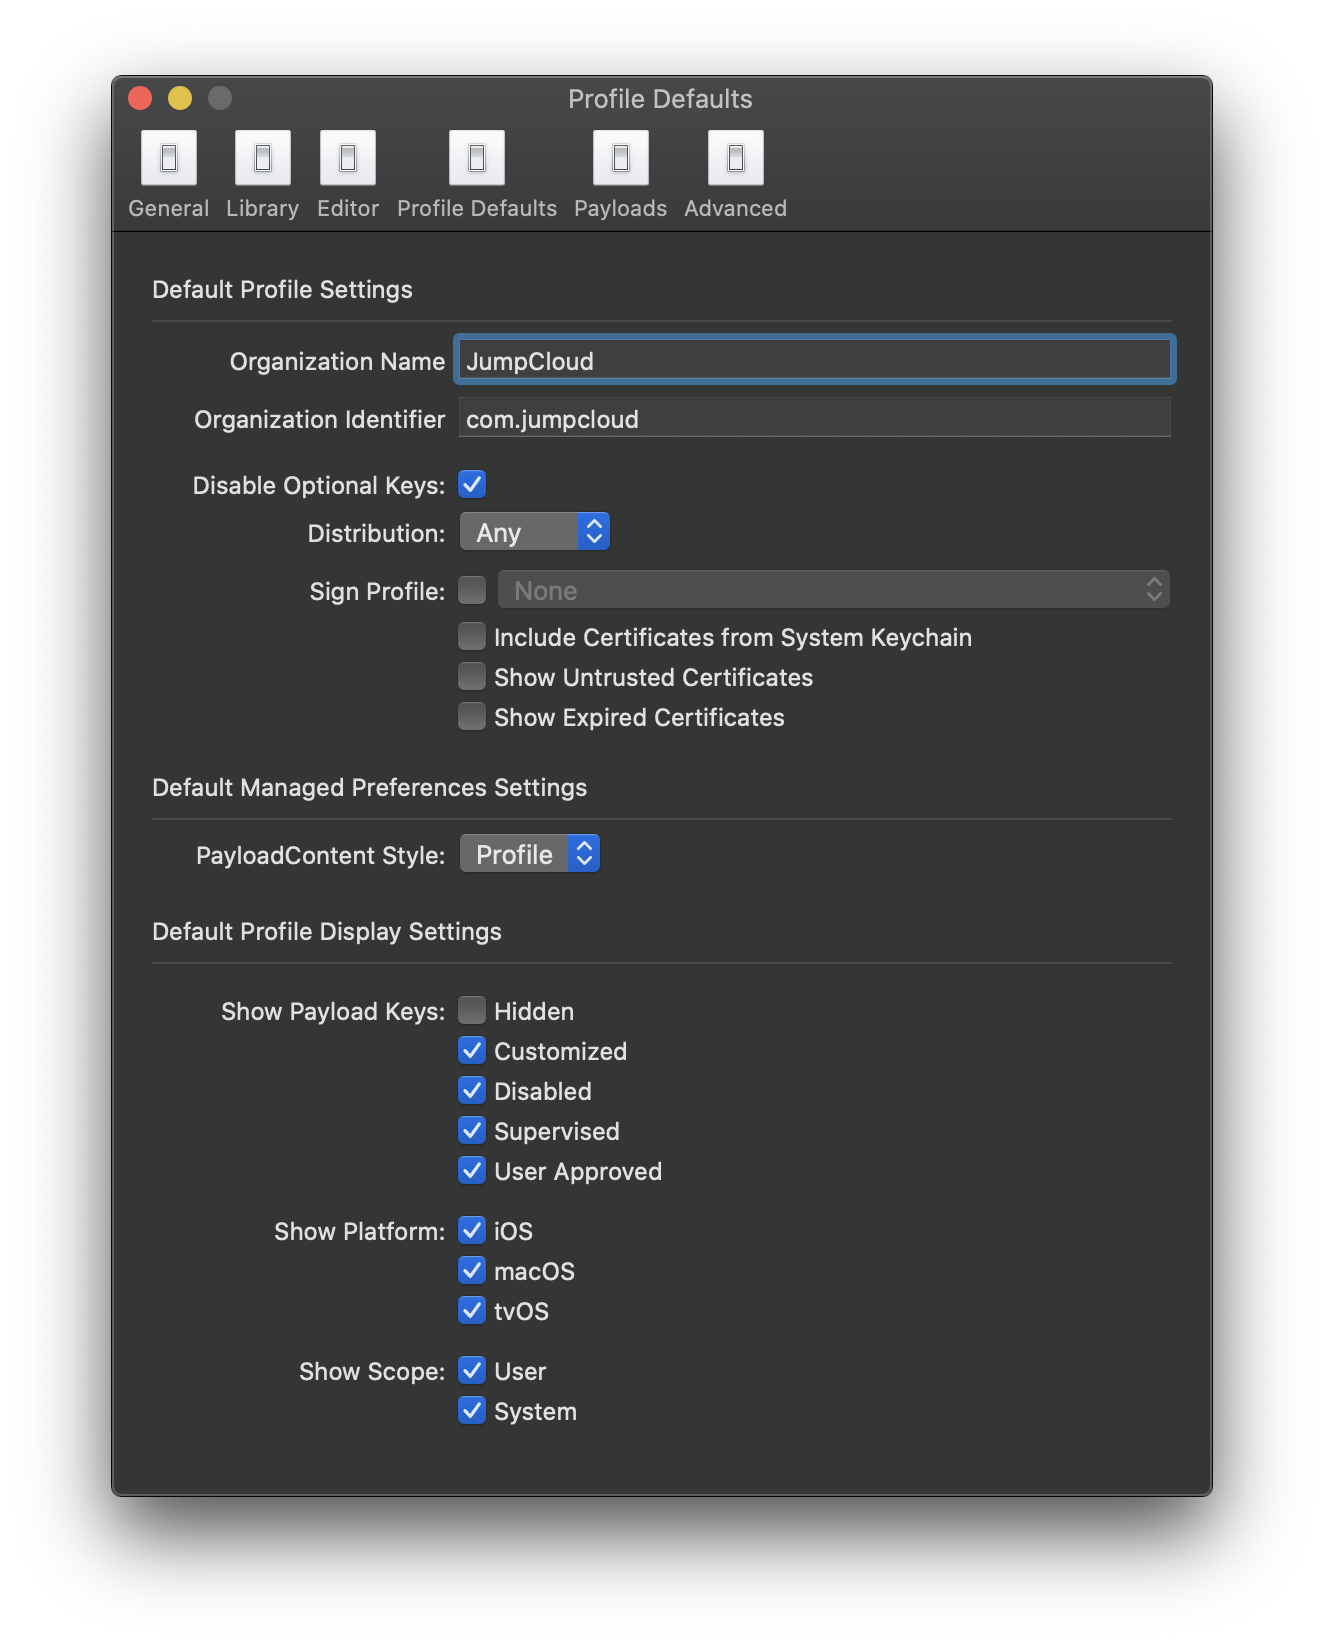 Profile Defaults
General Library Editor Profile Defaults Payloads Advanced
Default Profile Settings
Organization Name JumpCloud
Organization Identifier com.jumpcloud
Disable Optional Keys:
Distribution: Any
Sign Profile: None
Include Certificates from System Keychain
Show Untrusted Certificates
Show Expired Certificates
Default Managed Preferences Settings
PayloadContent Style: Profile
Default Profile Display Settings
Show Payload Keys: Hidden
Customized
Disabled
Supervised
User Approved
Show Platform: iOS
macOS
tvOS
Show Scope: User
System